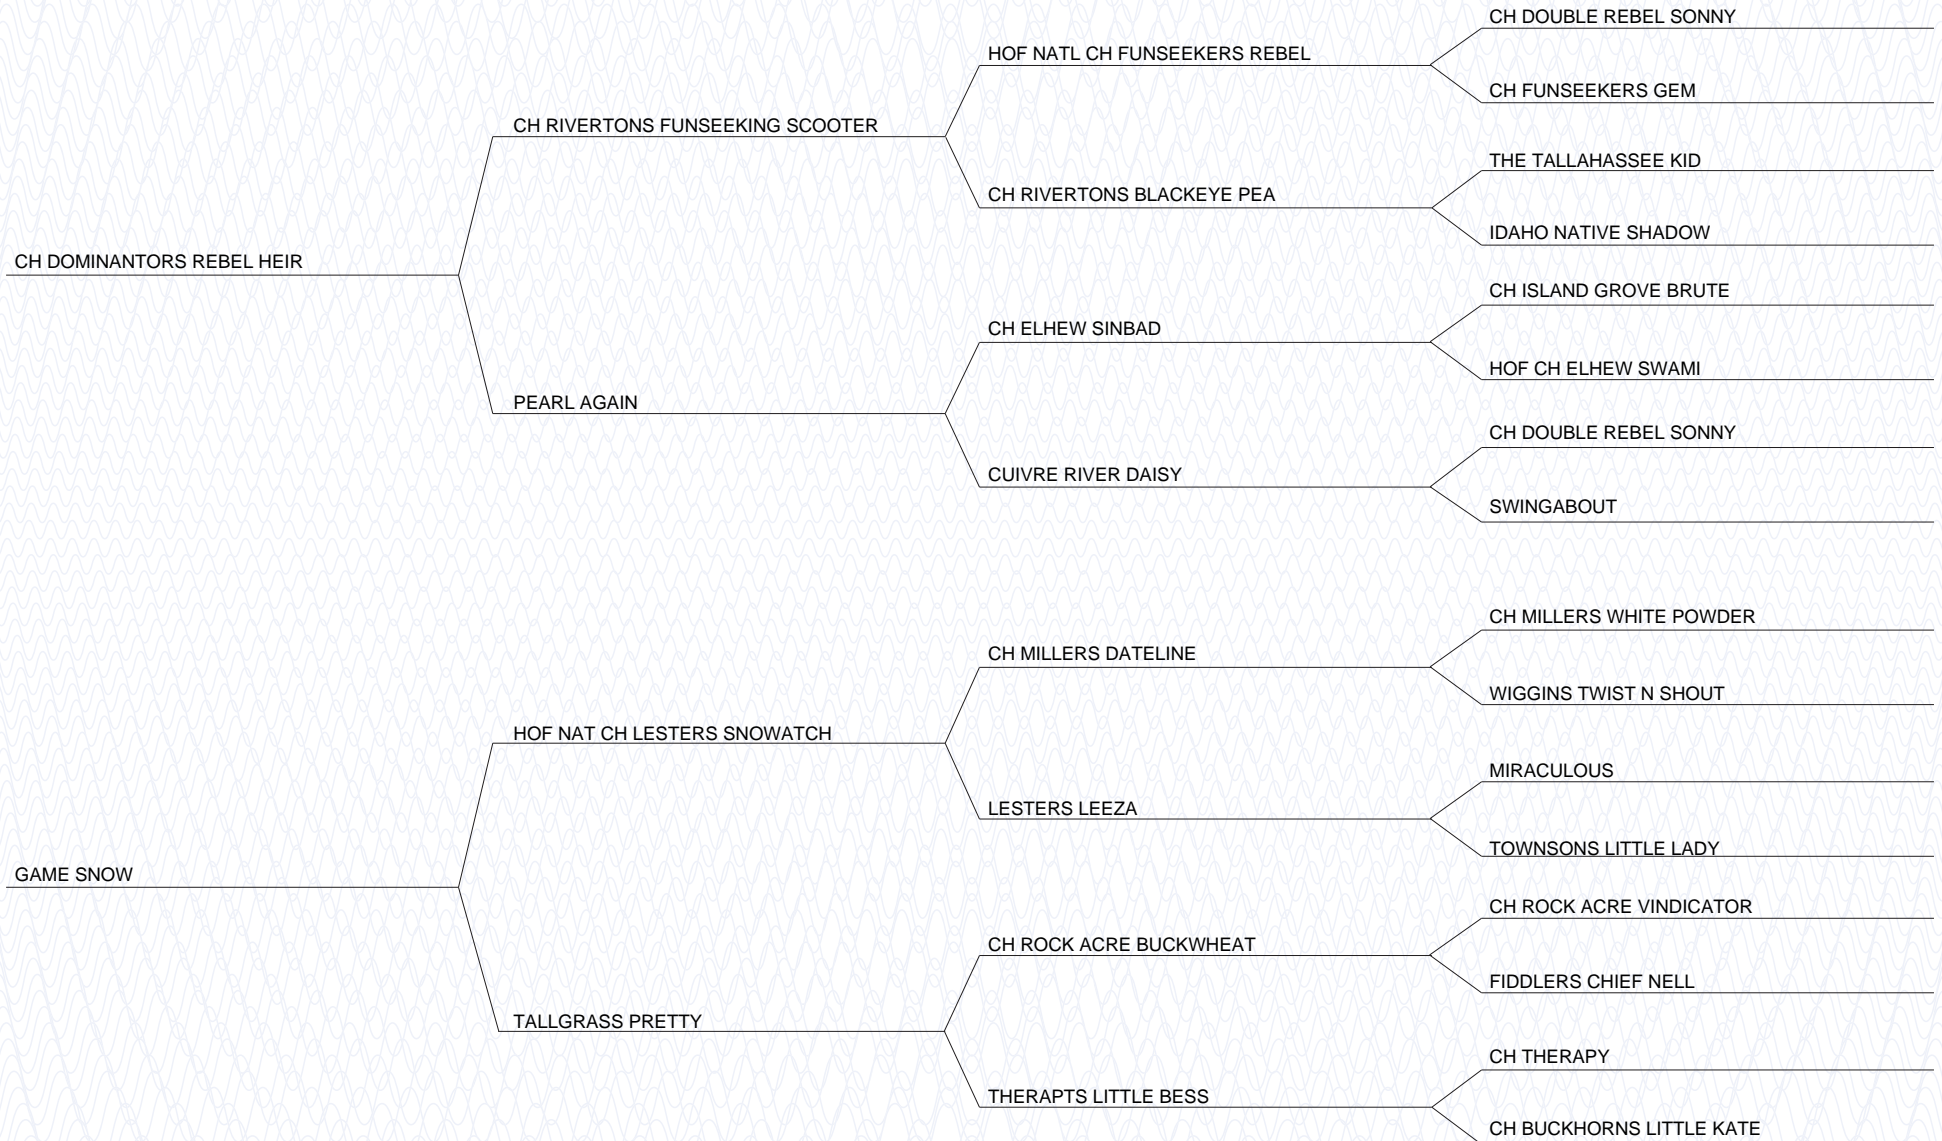 CH DOUBLE REBEL SONNY
HOF NATL CH FUNSEEKERS REBEL
CH FUNSEEKERS GEM
CH RIVERTONS FUNSEEKING SCOOTER
THE TALLAHASSEE KID
CH RIVERTONS BLACKEYE PEA
IDAHO NATIVE SHADOW
CH DOMINANTORS REBEL HEIR
CH ISLAND GROVE BRUTE
CH ELHEW SINBAD
HOF CH ELHEW SWAMI
PEARL AGAIN
CH DOUBLE REBEL SONNY
CUIVRE RIVER DAISY
SWINGABOUT
CH MILLERS WHITE POWDER
CH MILLERS DATELINE
WIGGINS TWIST N SHOUT
HOF NAT CH LESTERS SNOWATCH
MIRACULOUS
LESTERS LEEZA
TOWNSONS LITTLE LADY
GAME SNOW
CH ROCK ACRE VINDICATOR
CH ROCK ACRE BUCKWHEAT
FIDDLERS CHIEF NELL
TALLGRASS PRETTY
CH THERAPY
THERAPTS LITTLE BESS
CH BUCKHORNS LITTLE KATE